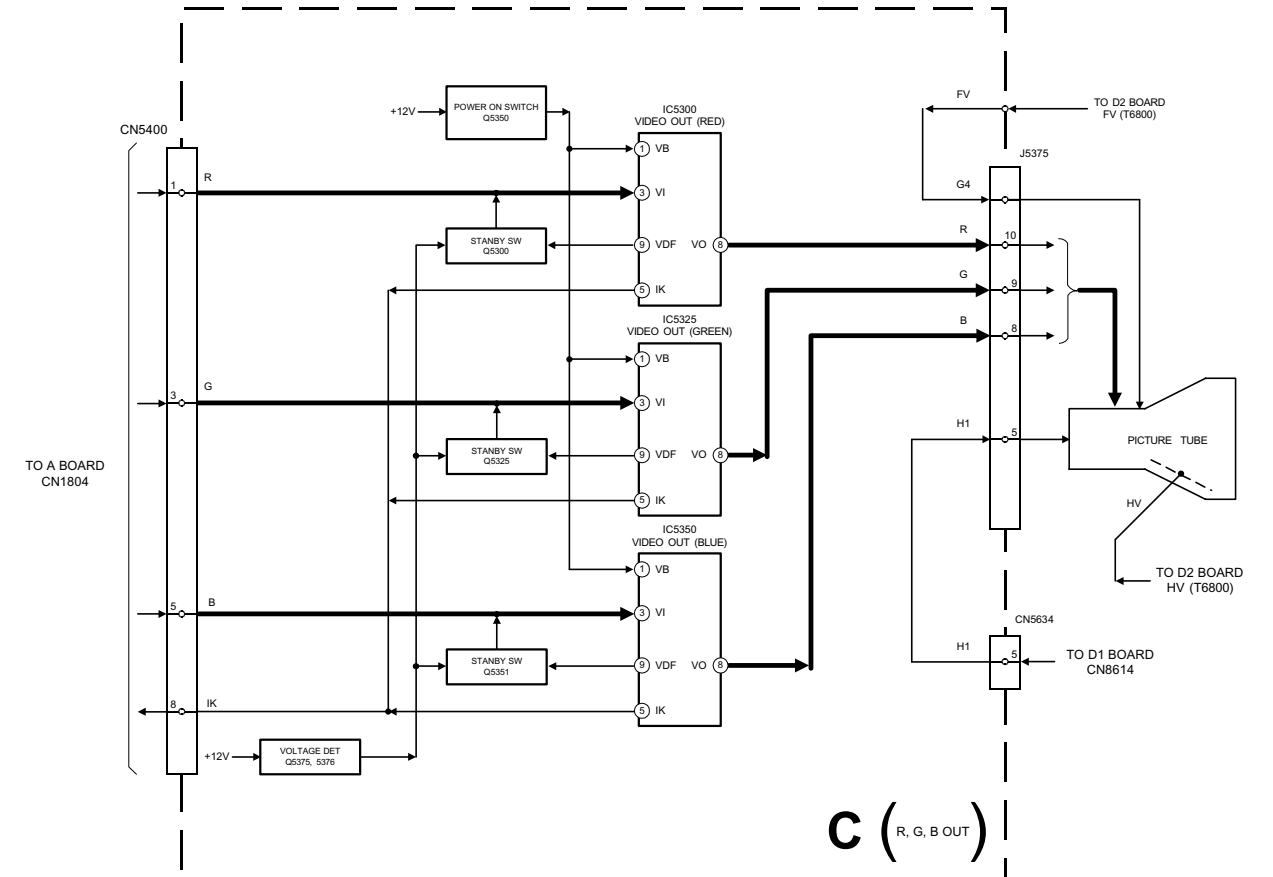 POWER ON SWITCH
Q5350
+12V
IC5300
VIDEO OUT (RED)
FV
TO D2 BOARD
FV (T6800)
CN5400
1 VB
J5375
1
R
3 VI
G4
STANBY SW
Q5300
9 VDF
VO 8
R
10
5 IK
G
9
IC5325
VIDEO OUT (GREEN)
B
8
1 VB
3
G
3 VI
H1
5
PICTURE TUBE
TO A BOARD
CN1804
STANBY SW
Q5325
9 VDF
VO 8
5 IK
HV
IC5350
VIDEO OUT (BLUE)
1 VB
TO D2 BOARD
HV (T6800)
5
B
3 VI
CN5634
STANBY SW
Q5351
9 VDF
VO 8
H1
5
TO D1 BOARD
CN8614
8
IK
5 IK
+12V
VOLTAGE DET
Q5375, 5376
C (R, G, B OUT)